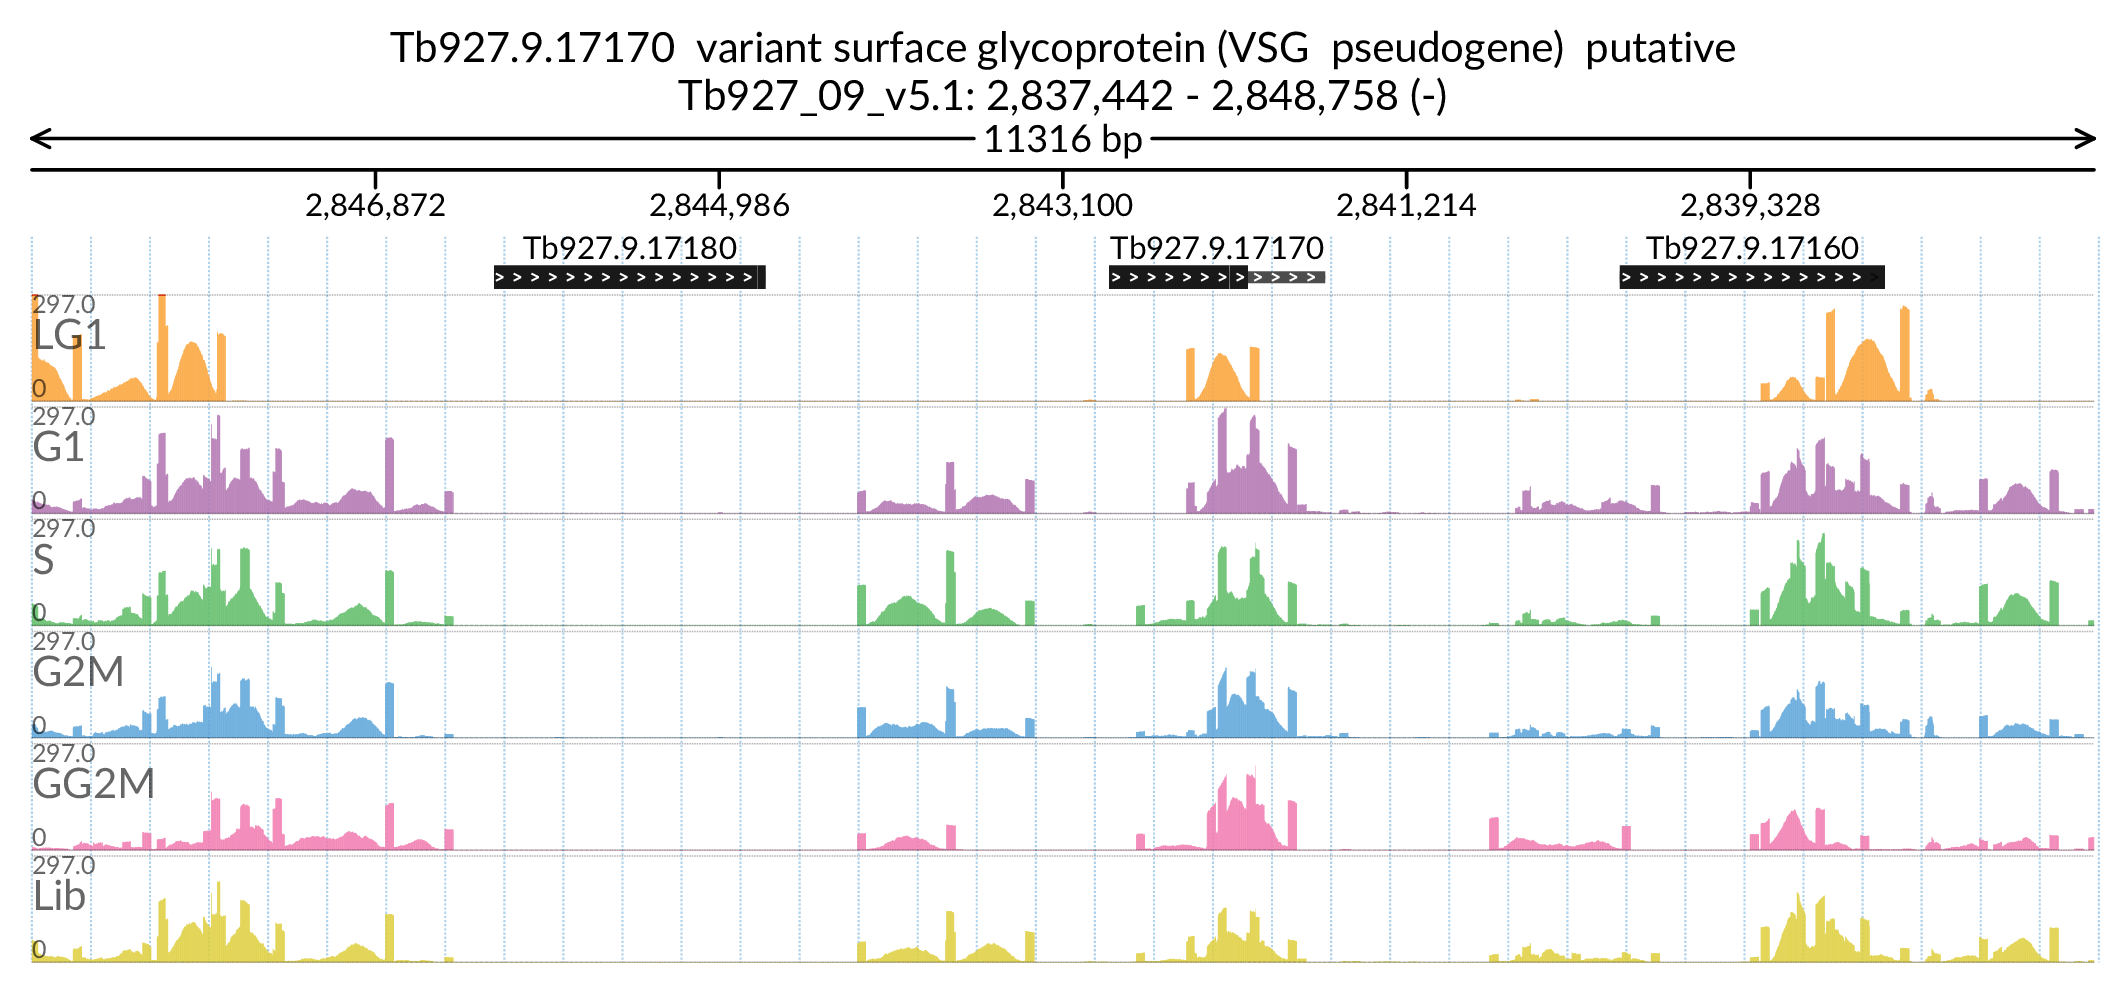 Tb927.9.17170 variant surface glycoprotein (VSG pseudogene) putative
Tb927_09_v5.1: 2,837,442 - 2,848,758 (-)
11316 bp
2,846,872 2,844,986 2,843,100 2,841,214 2,839,328
Tb927.9.17180 Tb927.9.17170 Tb927.9.17160
297.0
LG1
0
297.0
G1
0
297.0
S
0
297.0
G2M
0
297.0
GG2M
0
297.0
Lib
0